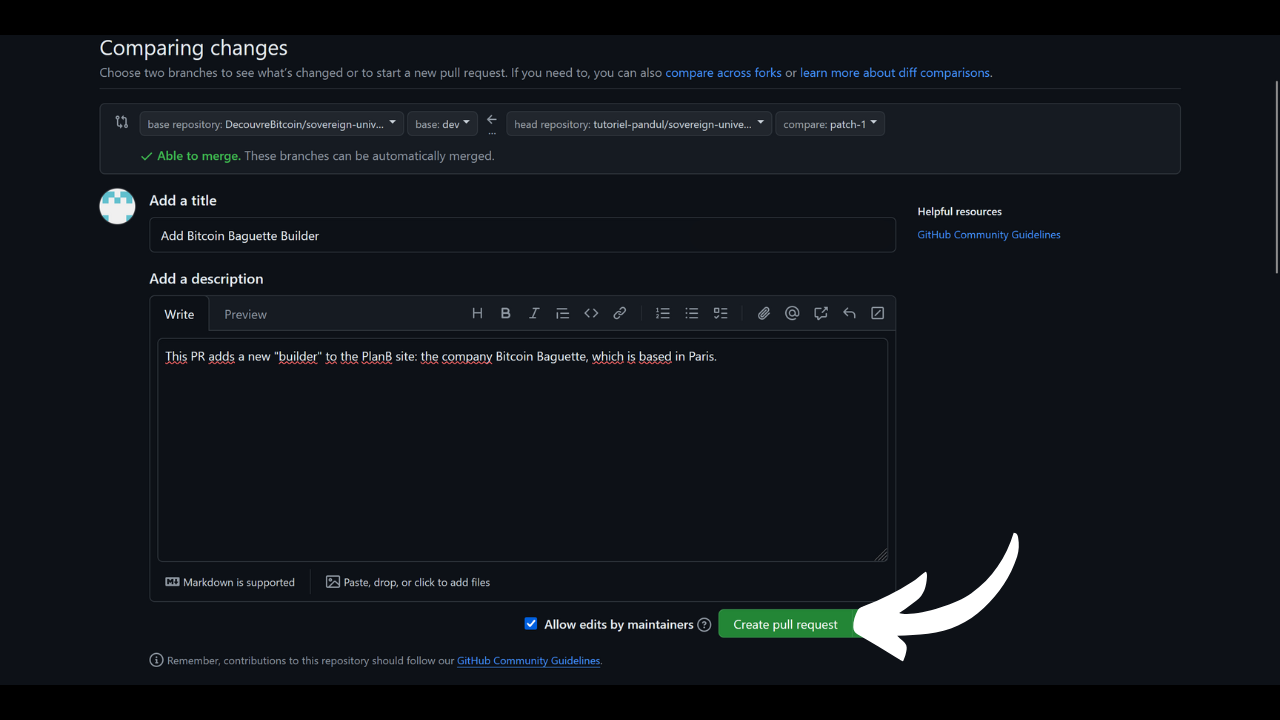 Comparing changes
Choose two branches to see what's changed or to start a new pull request. If you need to, you can also compare across forks or learn more about diff comparisons.
base repository: DecouvreBitcoin/sovereign-univ... base: dev ... head repository: tutoriel-pandul/sovereign-unive... compare: patch-1
Able to merge. These branches can be automatically merged.
Add a title
Helpful resources
Add Bitcoin Baguette Builder
GitHub Community Guidelines
Add a description
Write Preview
This PR adds a new "builder" to the PlanB site: the company Bitcoin Baguette, which is based in Paris.
Markdown is supported Paste, drop, or click to add files
Allow edits by maintainers Create pull request
Remember, contributions to this repository should follow our GitHub Community Guidelines.